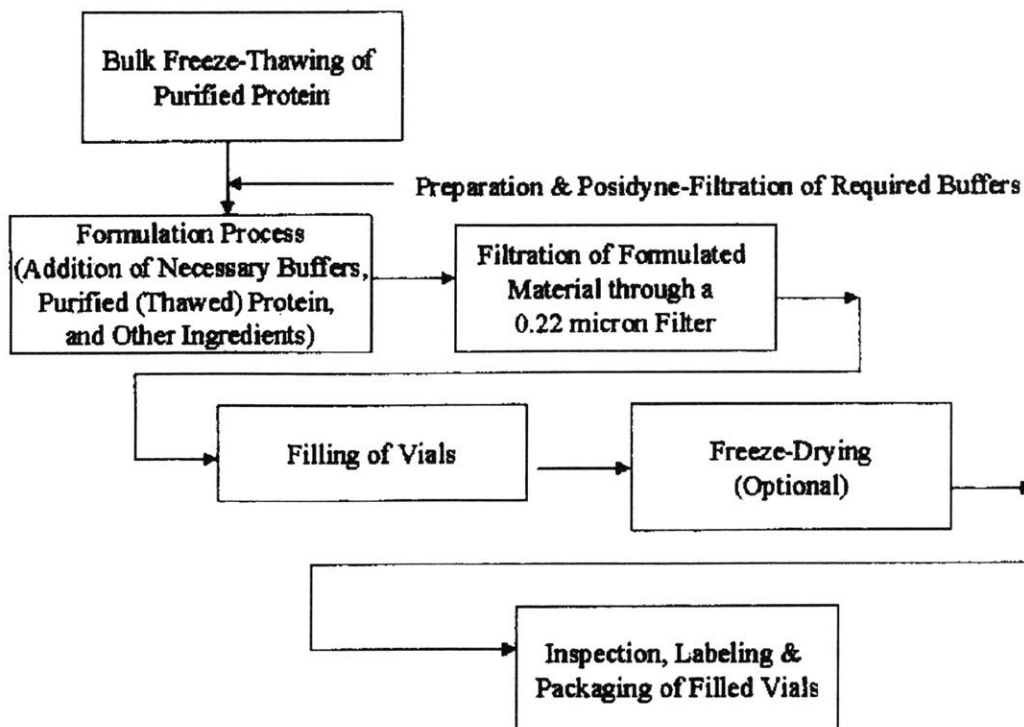 Bulk Freeze-Thawing of
Purified Protein
Preparation & Posidyne-Filtration of Required Buffers
Formulation Process
(Addition of Necessary Buffers,
Purified (Thawed) Protein,
and Other Ingredients)
Filtration of Formulated
Material through a
0.22 micron Filter
Filling of Vials
Freeze-Drying
(Optional)
Inspection, Labeling &
Packaging of Filled Vials